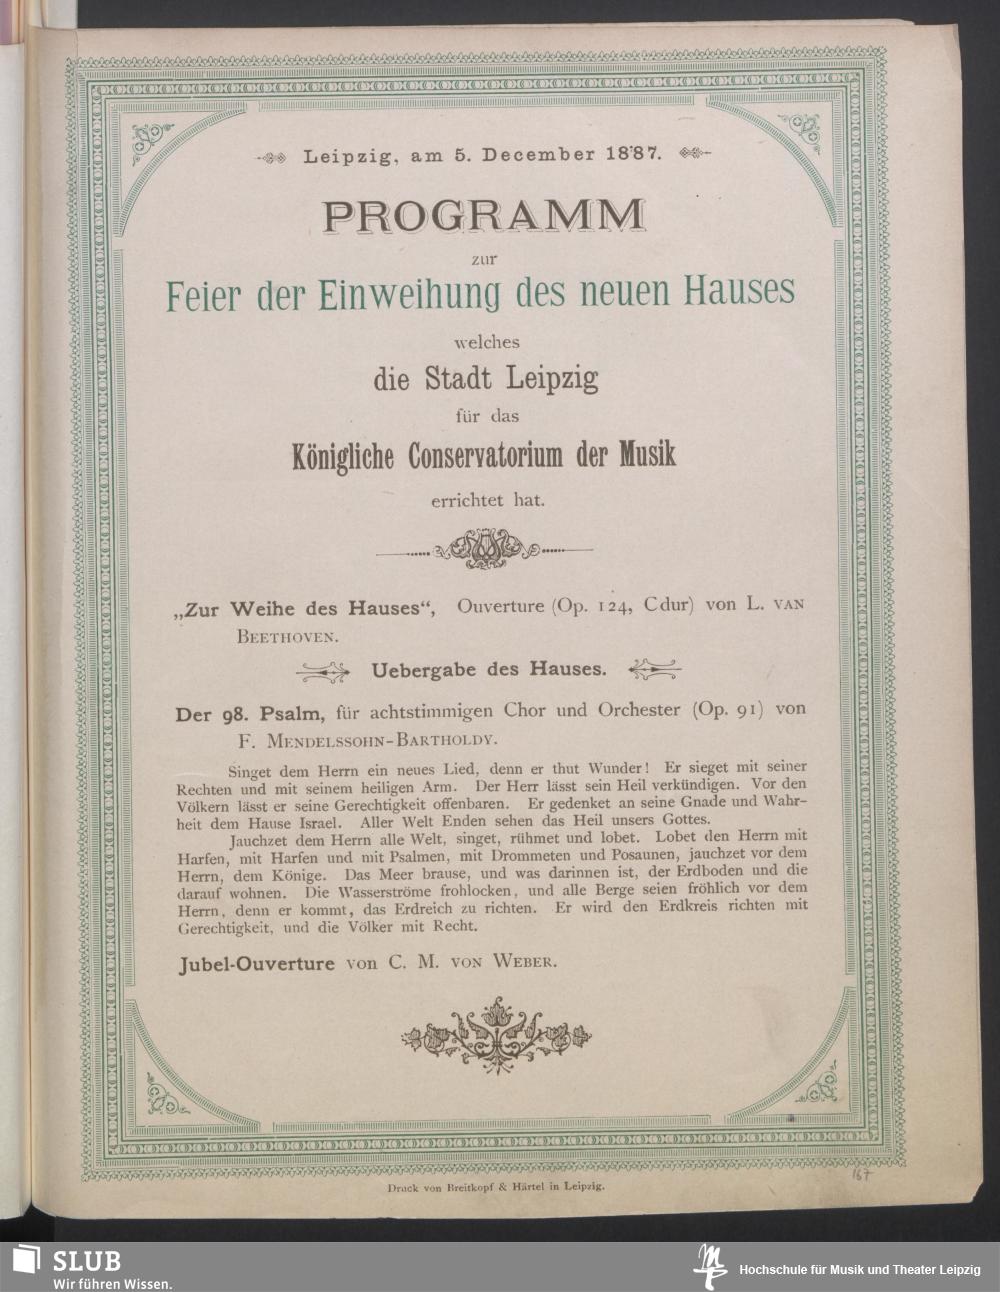 Leipzig, am 5. December 1887.
PROGRAMM
zur
Feier der Einweihung des neuen Hauses
welches
die Stadt Leipzig
für das
Königliche Conservatorium der Musik
errichtet hat.
„Zur Weihe des Hauses“, Ouverture (Op. 124, Cdur) von L. VAN
BEETHOVEN.
Uebergabe des Hauses.
Der 98. Psalm, für achtstimmigen Chor und Orchester (Op. 91) von
F. MENDELSSOHN-BARTHOLDY.
Singet dem Herrn ein neues Lied, denn er thut Wunder! Er sieget mit seiner
Rechten und mit seinem heiligen Arm. Der Herr lässt sein Heil verkündigen. Vor den
Völkern lässt er seine Gerechtigkeit offenbaren. Er gedenket an seine Gnade und Wahr-
heit dem Hause Israel. Aller Welt Enden sehen das Heil unsers Gottes.
Jauchzet dem Herrn alle Welt, singet, rühmet und lobet. Lobet den Herrn mit
Harfen, mit Harfen und mit Psalmen, mit Drommeten und Posaunen, jauchzet vor dem
Herrn, dem Könige. Das Meer brause, und was darinnen ist, der Erdboden und die
darauf wohnen. Die Wasserströme frohlocken, und alle Berge seien fröhlich vor dem
Herrn, denn er kommt, das Erdreich zu richten. Er wird den Erdkreis richten mit
Gerechtigkeit, und die Völker mit Recht.
Jubel-Ouverture von C. M. VON WEBER.
167
Druck von Breitkopf & Härtel in Leipzig.
SLUB
Wir führen Wissen.
Hochschule für Musik und Theater Leipzig